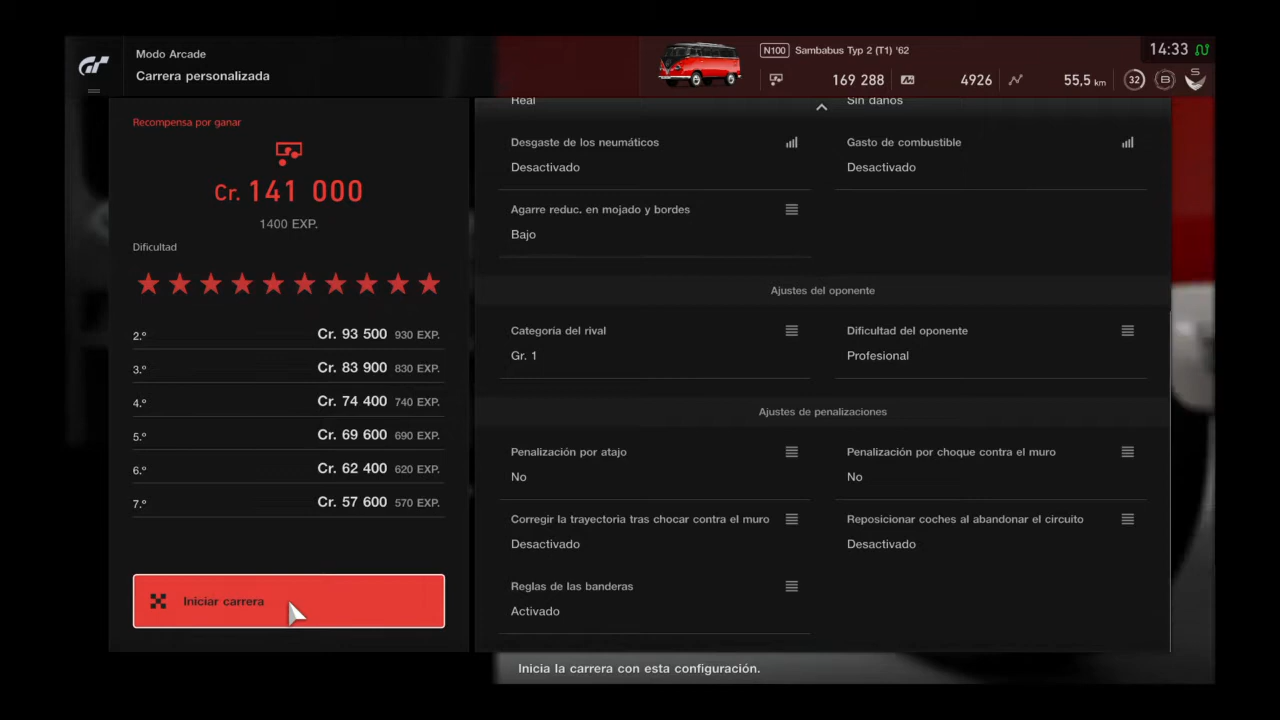 Modo Arcade
Carrera personalizada
N100 Sambabus Typ 2 (T1) '62
14:33
169 288 4926 55,5 km 32 B S
Recompensa por ganar
Cr. 141 000
1400 EXP.
Dificultad
2.º Cr. 93 500 930 EXP.
3.º Cr. 83 900 830 EXP.
4.º Cr. 74 400 740 EXP.
5.º Cr. 69 600 690 EXP.
6.º Cr. 62 400 620 EXP.
7.º Cr. 57 600 570 EXP.
Iniciar carrera
Real Sin daños
Desgaste de los neumáticos Gasto de combustible
Desactivado Desactivado
Agarre reduc. en mojado y bordes
Bajo
Ajustes del oponente
Categoría del rival Dificultad del oponente
Gr. 1 Profesional
Ajustes de penalizaciones
Penalización por atajo Penalización por choque contra el muro
No No
Corregir la trayectoria tras chocar contra el muro Reposicionar coches al abandonar el circuito
Desactivado Desactivado
Reglas de las banderas
Activado
Inicia la carrera con esta configuración.